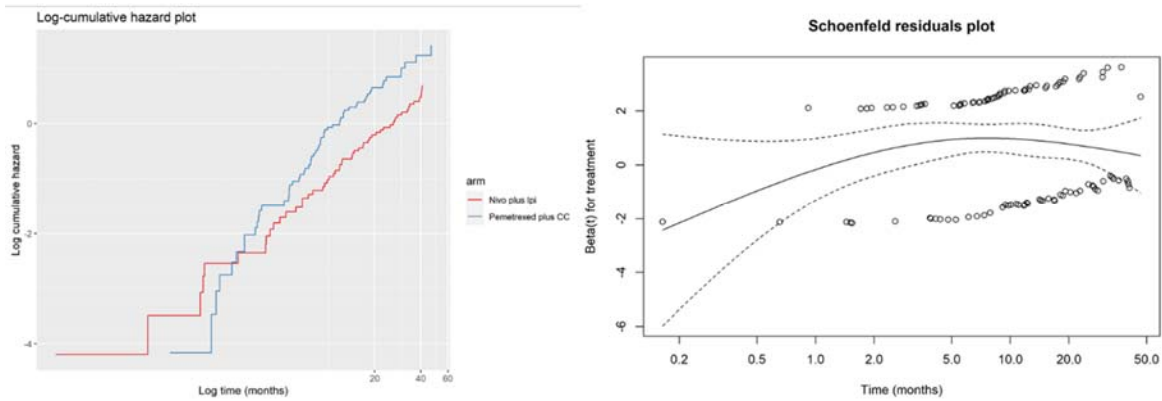 Log-cumulative hazard plot
Log cumulative hazard
0
-2
-4
20
40
60
Log time (months)
arm
Nivo plus Ipi
Pemetrexed plus CC
Schoenfeld residuals plot
Beta(t) for treatment
2
0
-2
-4
-6
0.2
0.5
1.0
2.0
5.0
10.0
20.0
50.0
Time (months)